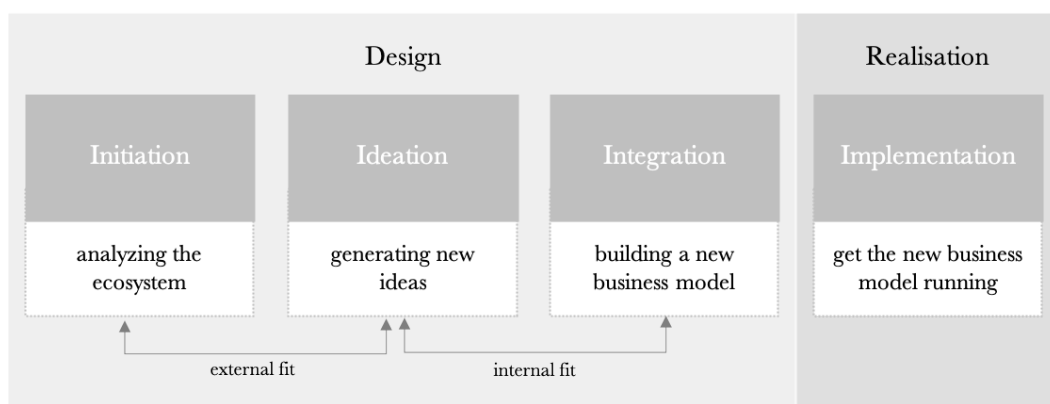 Design
Realisation
Initiation
Ideation
Integration
Implementation
analyzing the
ecosystem
generating new
ideas
building a new
business model
get the new business
model running
external fit
internal fit